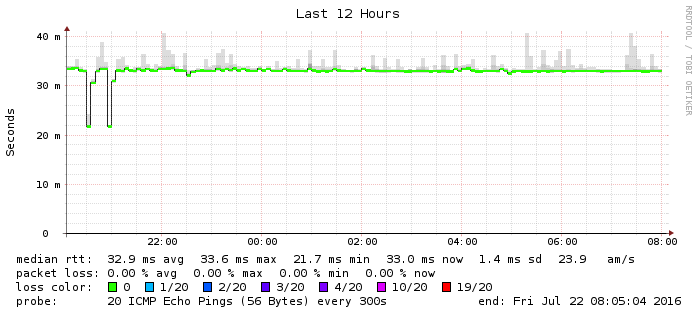 Last 12 Hours
RRDTOOL / TOBI OETIKER
Seconds
40 m
30 m
20 m
10 m
0
22:00 00:00 02:00 04:00 06:00 08:00
median rtt: 32.9 ms avg 33.6 ms max 21.7 ms min 33.0 ms now 1.4 ms sd 23.9 am/s
packet loss: 0.00 % avg 0.00 % max 0.00 % min 0.00 % now
loss color: 0 1/20 2/20 3/20 4/20 10/20 19/20
probe: 20 ICMP Echo Pings (56 Bytes) every 300s end: Fri Jul 22 08:05:04 2016